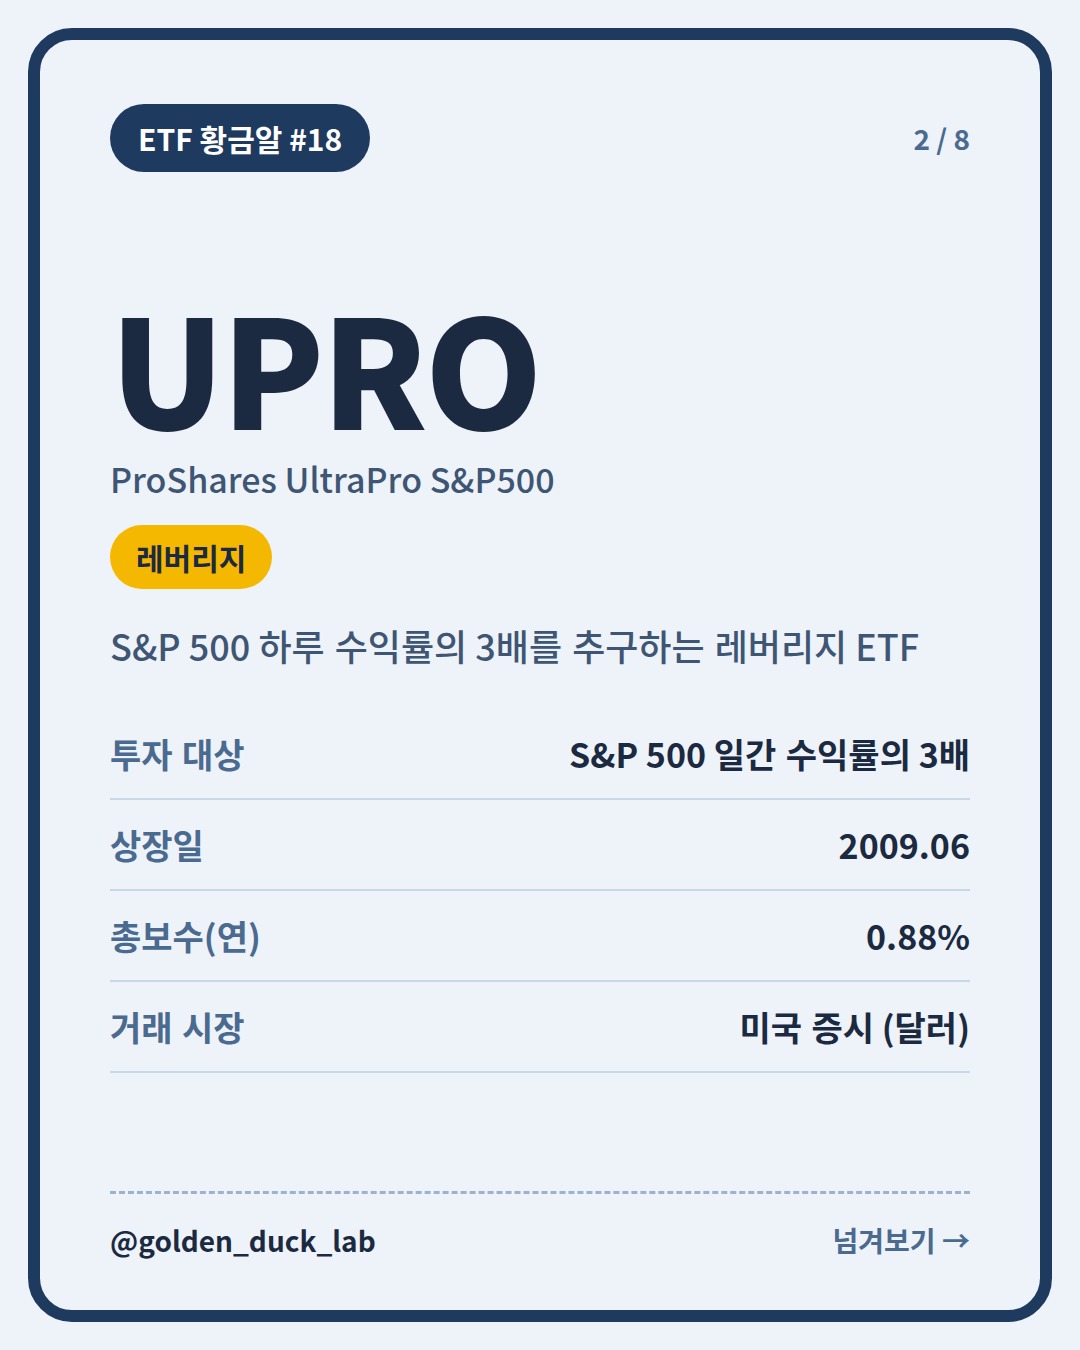 ETF 황금알 #18
2 / 8
UPRO
ProShares UltraPro S&P500
레버리지
S&P 500 하루 수익률의 3배를 추구하는 레버리지 ETF
투자 대상 S&P 500 일간 수익률의 3배
상장일 2009.06
총보수(연) 0.88%
거래 시장 미국 증시 (달러)
@golden_duck_lab
넘겨보기 →